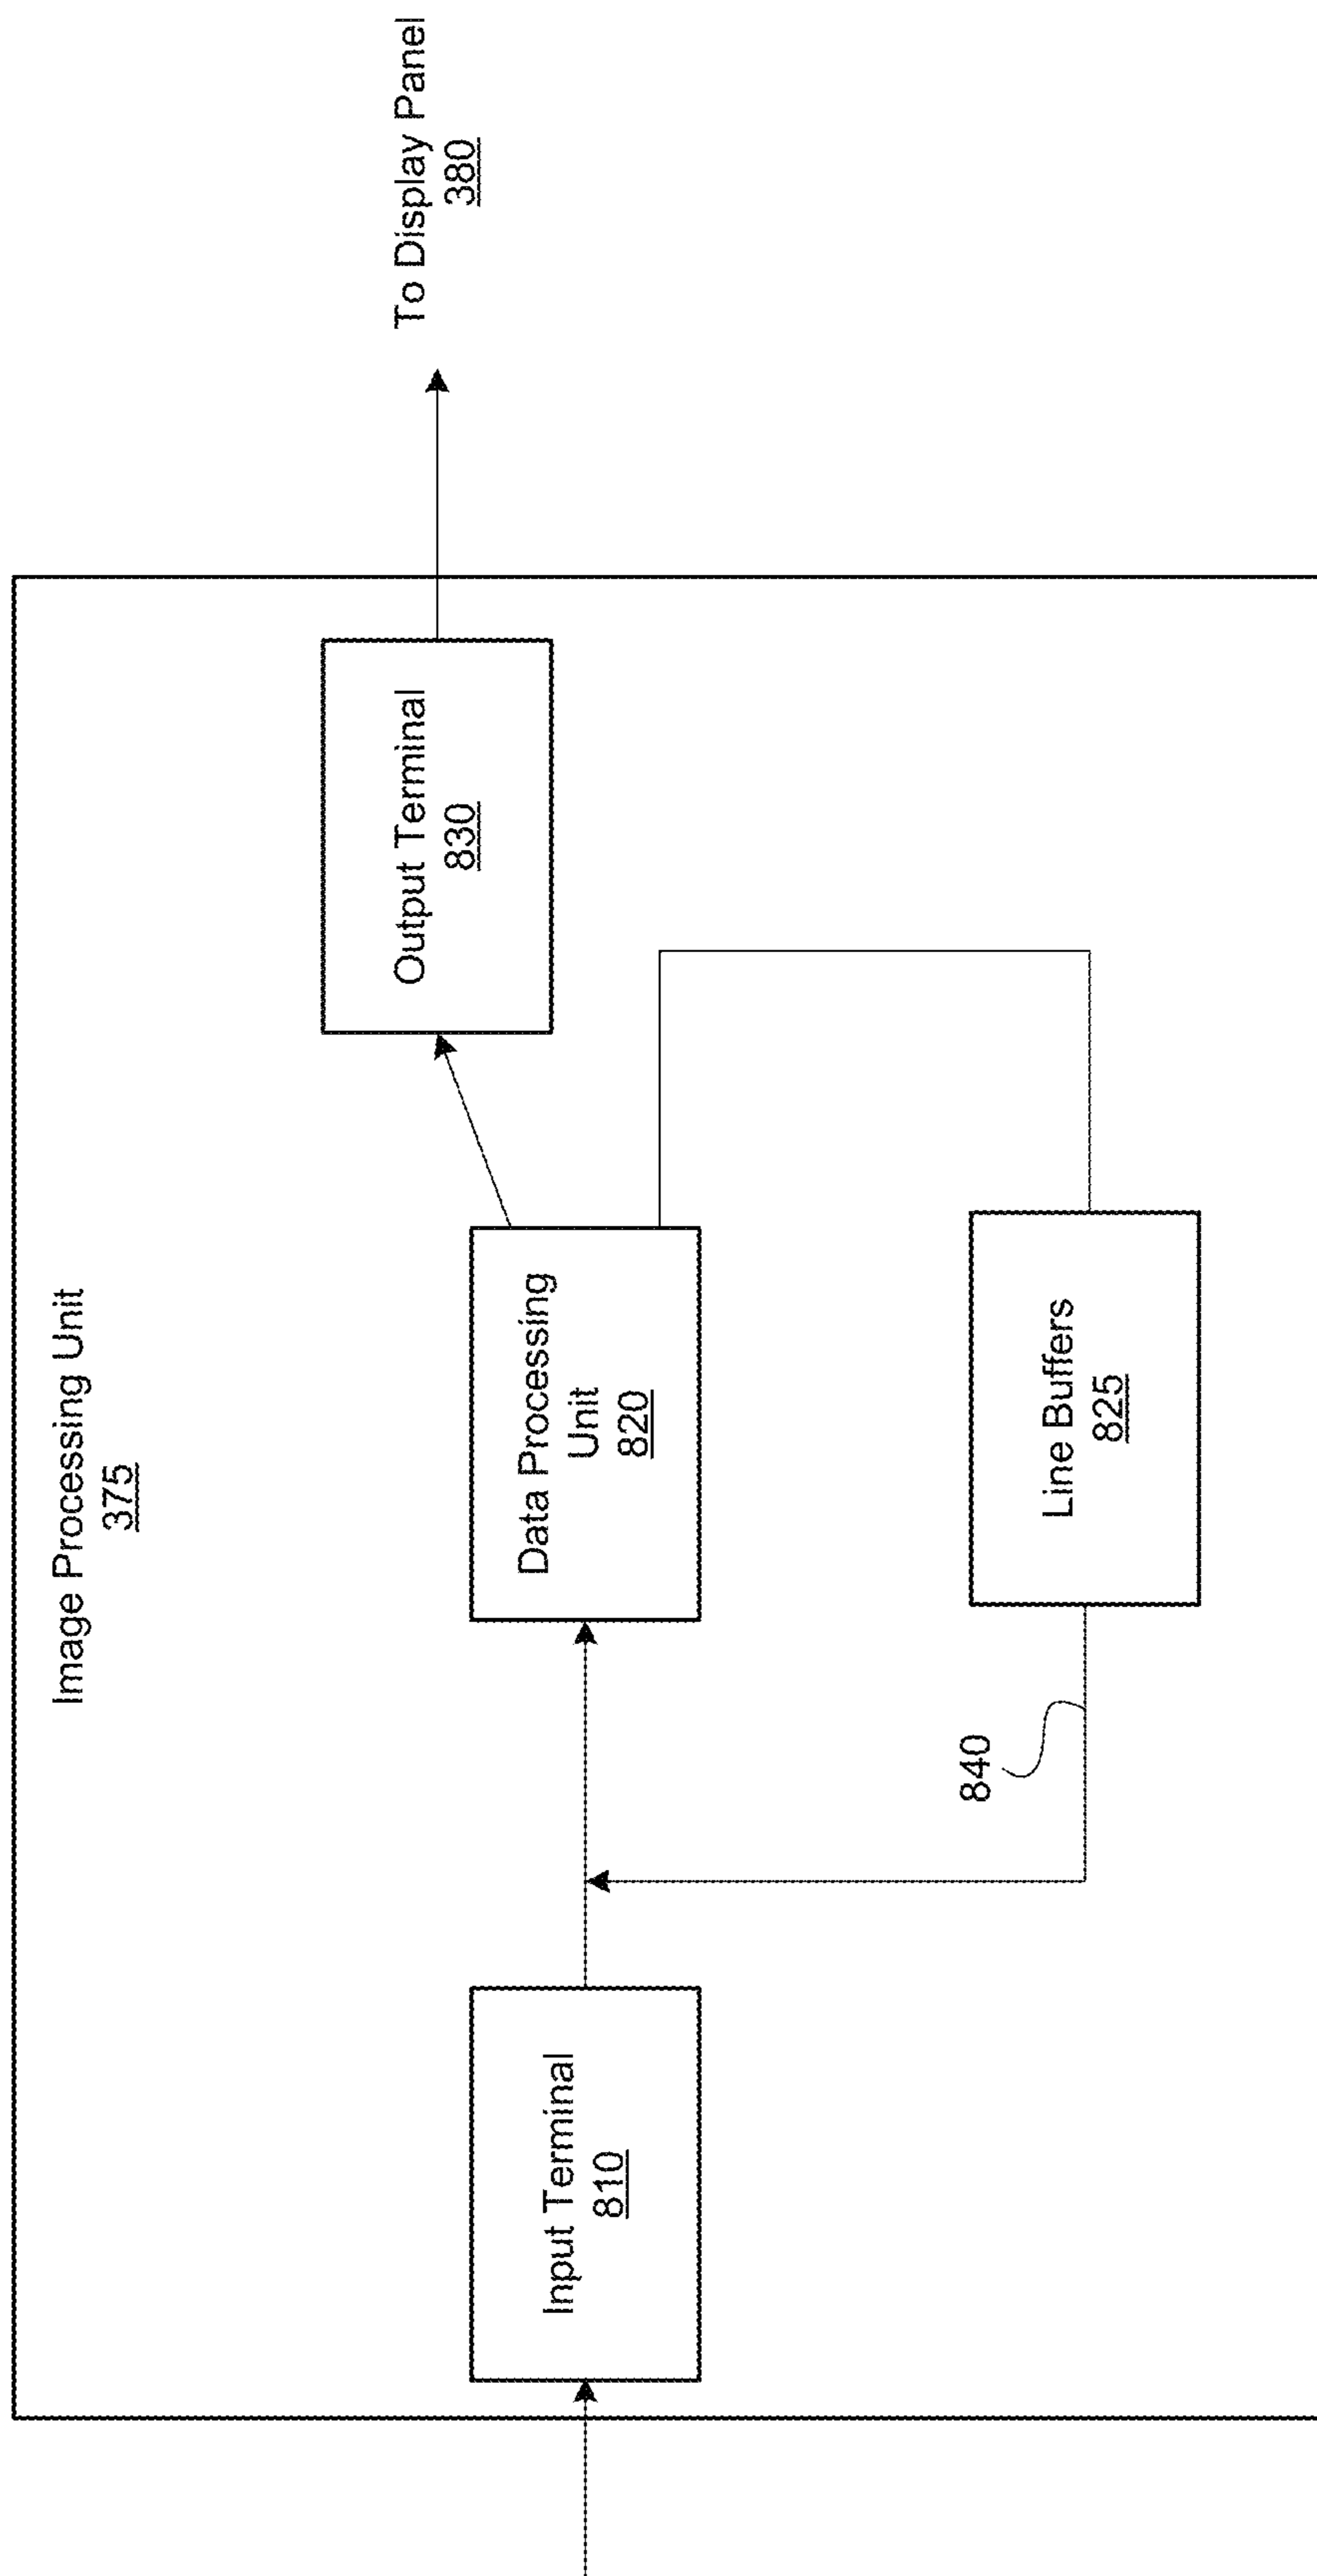 Image Processing Unit
375
To Display Panel
380
Output Terminal
830
Data Processing
Unit
820
Input Terminal
810
840
Line Buffers
825